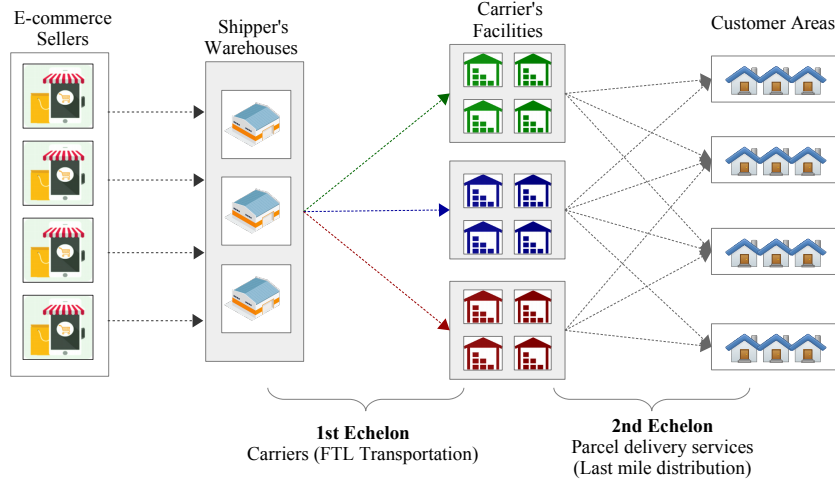 E-commerce
Sellers
Shipper's
Warehouses
Carrier's
Facilities
Customer Areas
1st Echelon
Carriers (FTL Transportation)
2nd Echelon
Parcel delivery services
(Last mile distribution)